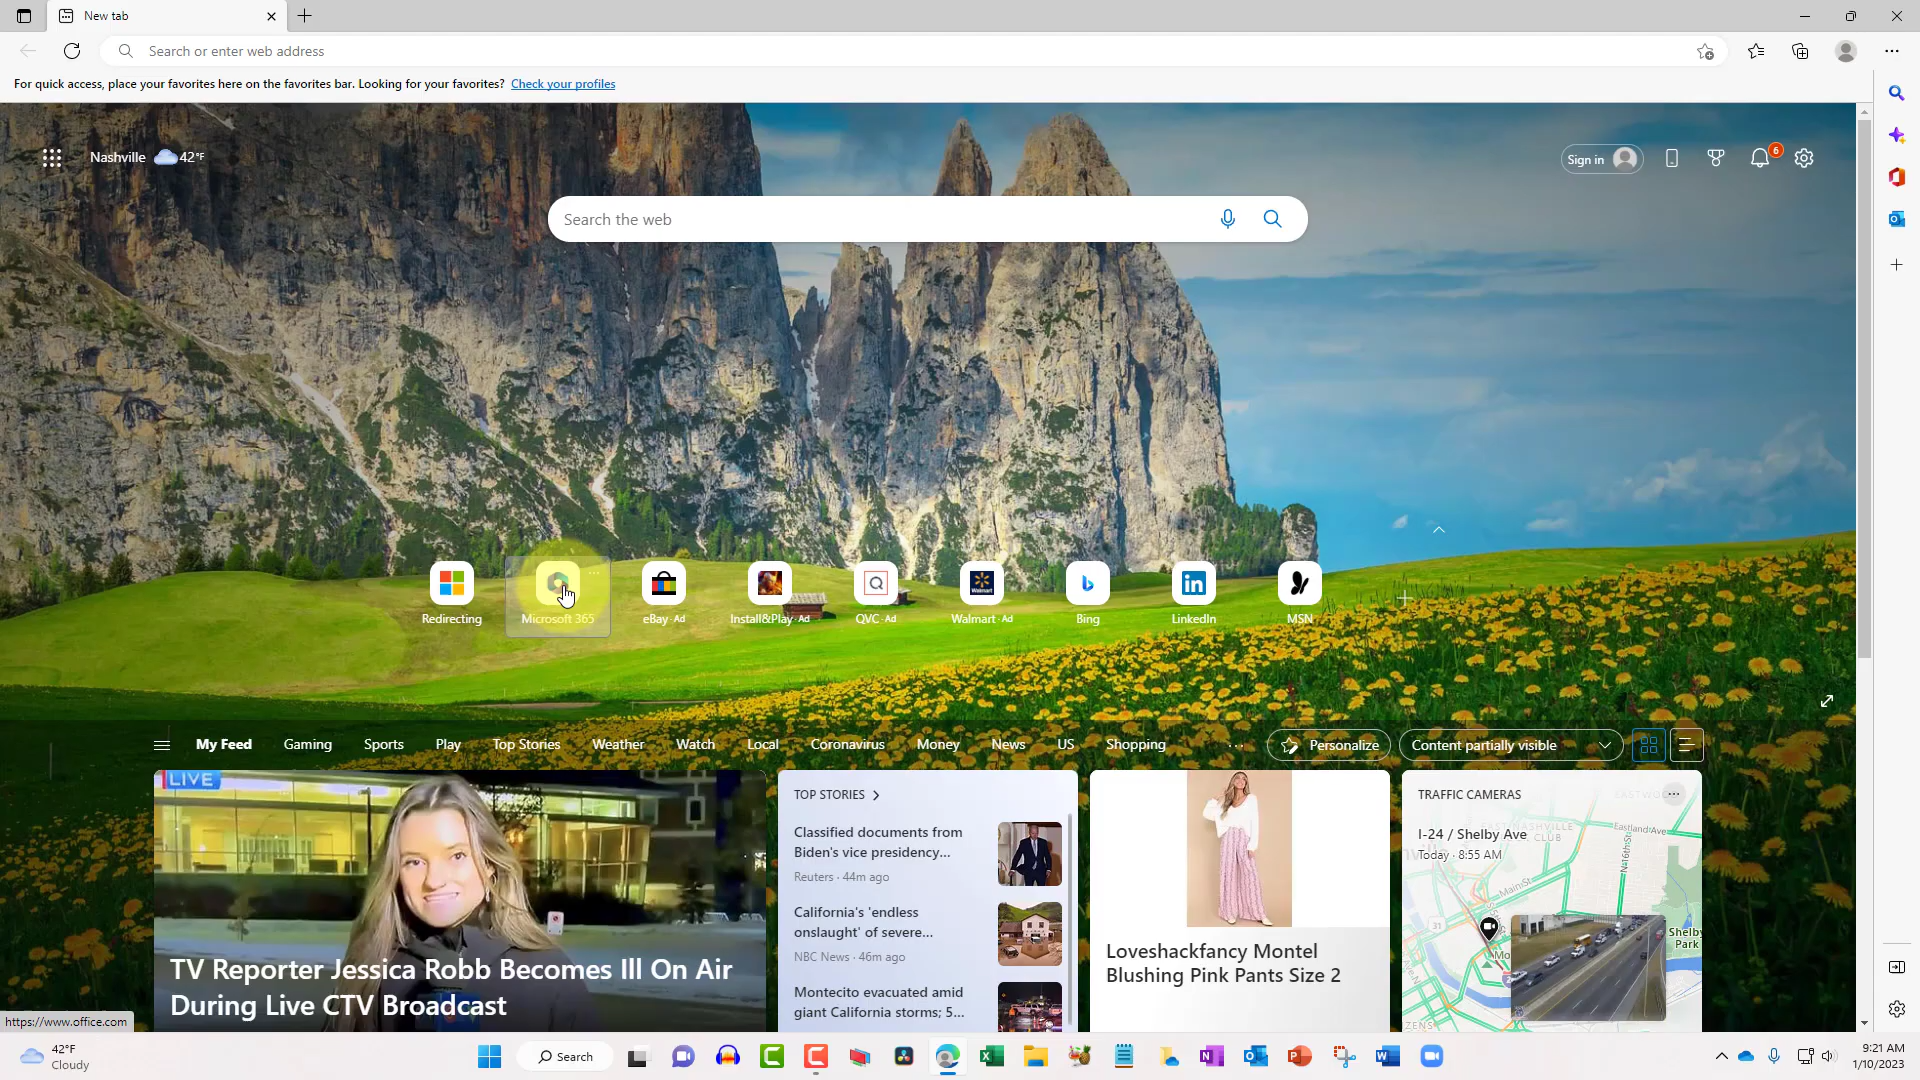 New tab
Search or enter web address
For quick access, place your favorites here on the favorites bar. Looking for your favorites? Check your profiles
Nashville 42°F
Sign in
6
Search the web
Redirecting
Microsoft 365
eBay · Ad
Install&Play · Ad
QVC · Ad
Walmart · Ad
Bing
LinkedIn
MSN
My Feed
Gaming
Sports
Play
Top Stories
Weather
Watch
Local
Coronavirus
Money
News
US
Shopping
Personalize
Content partially visible
LIVE
TV Reporter Jessica Robb Becomes Ill On Air
During Live CTV Broadcast
TOP STORIES
Classified documents from
Biden's vice presidency...
Reuters · 44m ago
California's 'endless
onslaught' of severe...
NBC News · 46m ago
Montecito evacuated amid
giant California storms; 5...
Loveshackfancy Montel
Blushing Pink Pants Size 2
TRAFFIC CAMERAS
I-24 / Shelby Ave
Today · 8:55 AM
Eastland Ave
N 16th St
Main St
31
Shelby
Park
https://www.office.com
42°F
Cloudy
Search
9:21 AM
1/10/2023